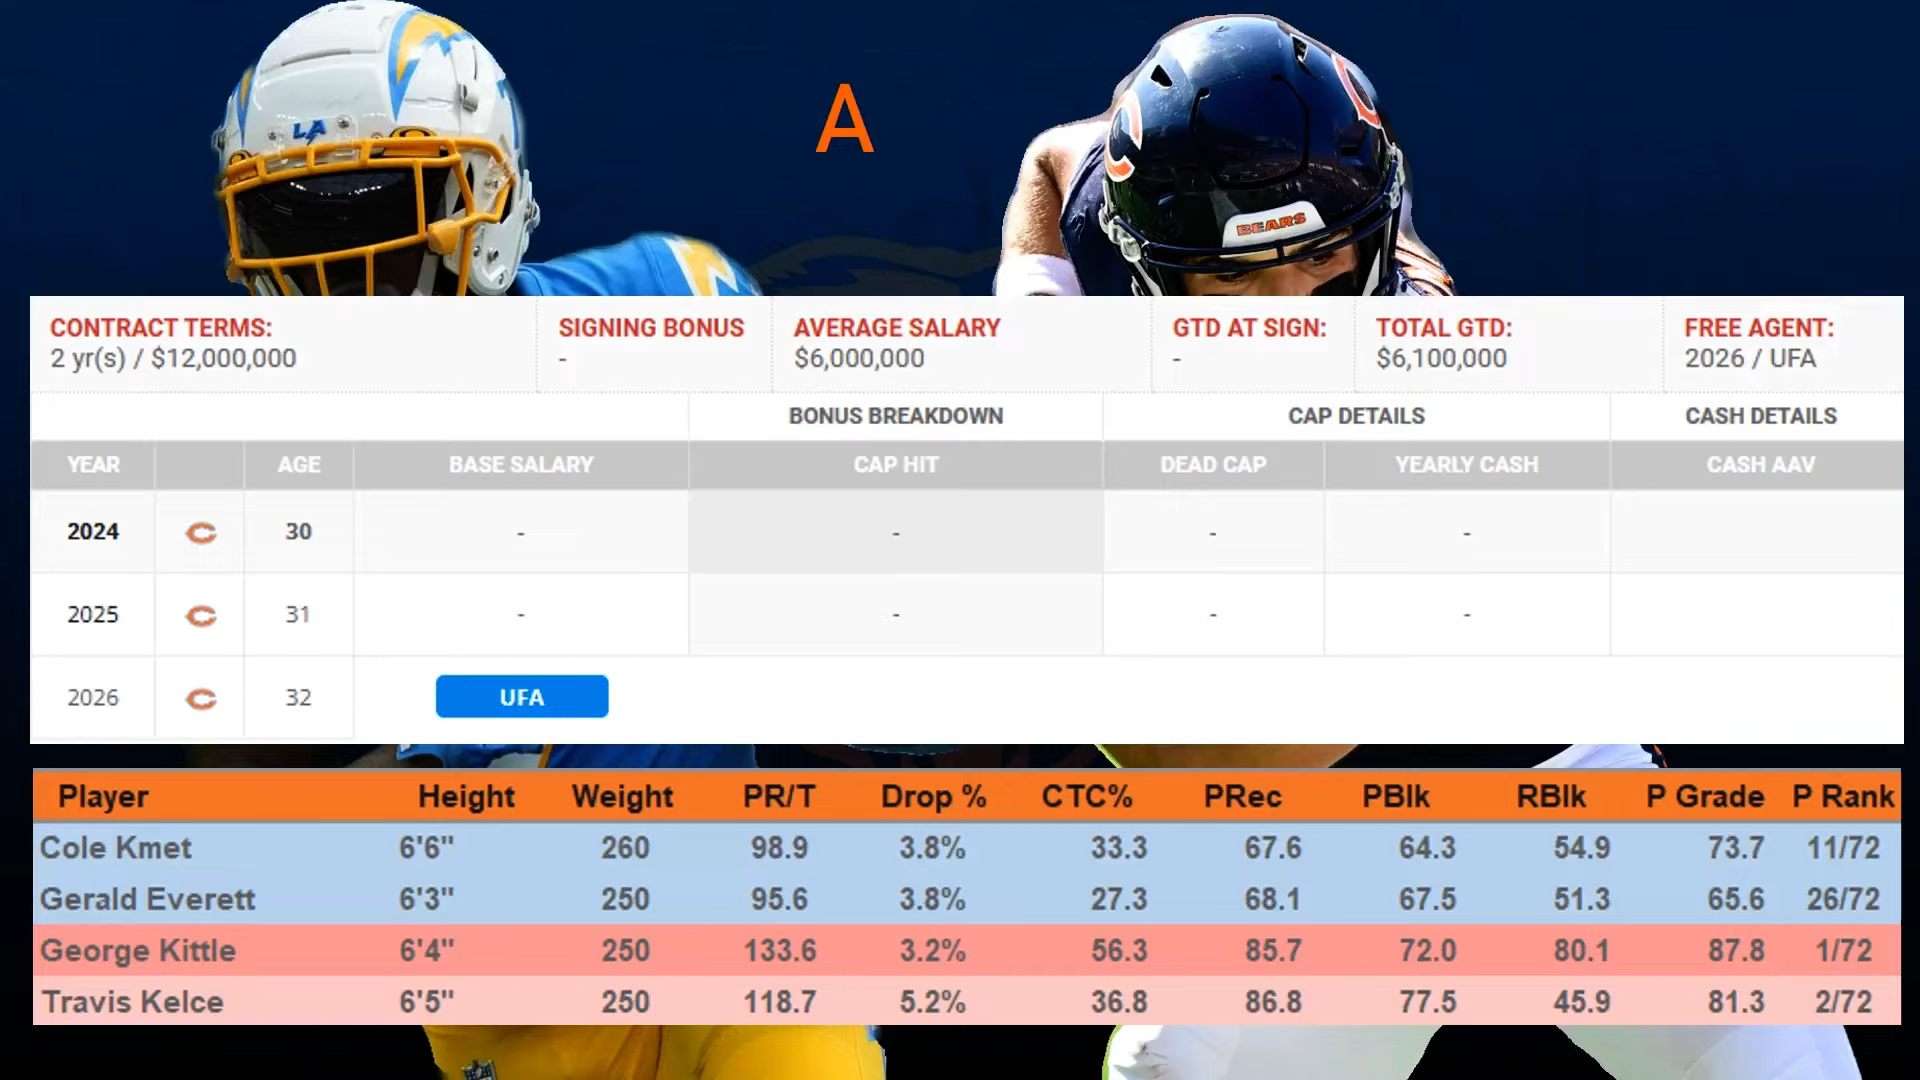 A
LA
BEARS
CONTRACT TERMS: SIGNING BONUS AVERAGE SALARY GTD AT SIGN: TOTAL GTD: FREE AGENT:
2 yr(s) / $12,000,000 - $6,000,000 - $6,100,000 2026 / UFA
BONUS BREAKDOWN CAP DETAILS CASH DETAILS
YEAR AGE BASE SALARY CAP HIT DEAD CAP YEARLY CASH CASH AAV
2024 30 - - - -
2025 31 - - - -
2026 32 UFA
Player Height Weight PR/T Drop % CTC% PRec PBlk RBlk P Grade P Rank
Cole Kmet 6'6" 260 98.9 3.8% 33.3 67.6 64.3 54.9 73.7 11/72
Gerald Everett 6'3" 250 95.6 3.8% 27.3 68.1 67.5 51.3 65.6 26/72
George Kittle 6'4" 250 133.6 3.2% 56.3 85.7 72.0 80.1 87.8 1/72
Travis Kelce 6'5" 250 118.7 5.2% 36.8 86.8 77.5 45.9 81.3 2/72
NFL